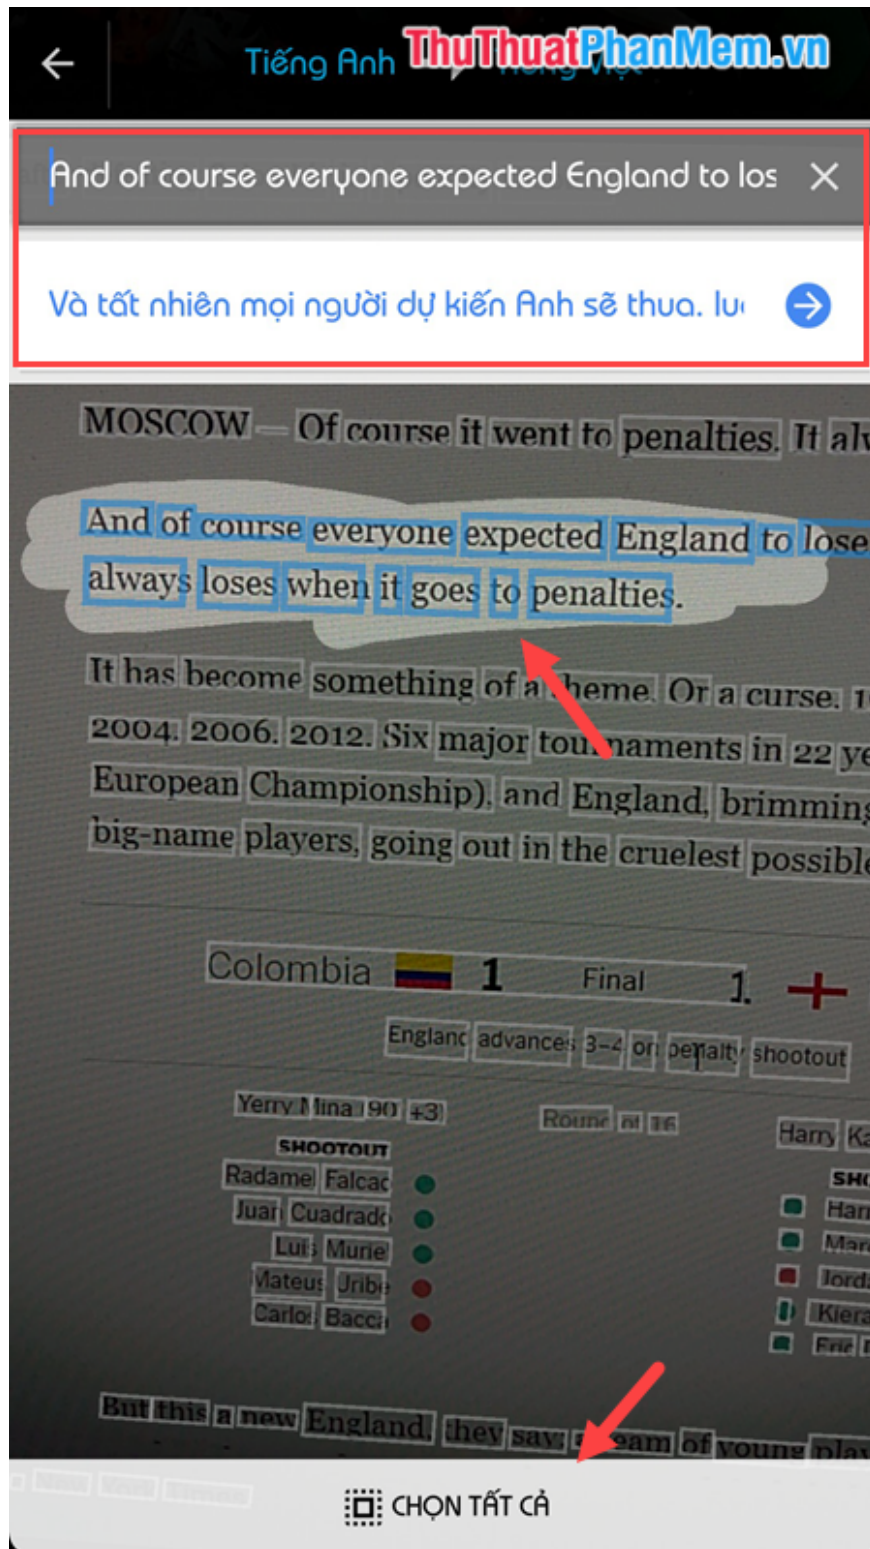 Tiếng Anh
ThuThuatPhanMem.vn
And of course everyone expected England to los
Và tất nhiên mọi người dự kiến Anh sẽ thua.
MOSCOW — Of course it went to penalties. It
And of course everyone expected England to lose
always loses when it goes to penalties.
It has become something of a theme. Or a curse.
2004. 2006. 2012. Six major tournaments in 22
European Championship), and England, brimming
big-name players, going out in the cruelest possible
Colombia 1 Final 1
England advances 3–4 on penalty shootout
Yerry Mina (90 +3)
Round of 16
Harry
SHOOTOUT
Radamel Falcao
Juan Cuadrado
Luis Muriel
Mateus Uribe
Carlos Bacca
But this a new England, they say; a team of young
CHỌN TẤT CẢ